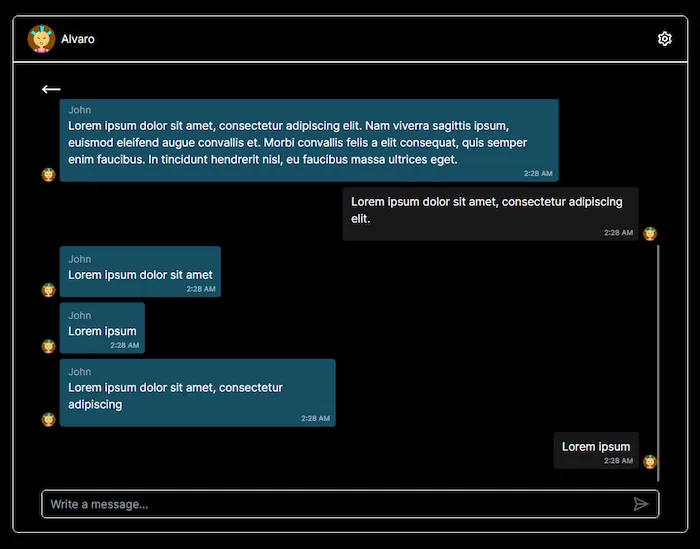 Alvaro
John
Lorem ipsum dolor sit amet, consectetur adipiscing elit. Nam viverra sagittis ipsum,
euismod eleifend augue convallis et. Morbi convallis felis a elit consequat, quis semper
enim faucibus. In tincidunt hendrerit nisl, eu faucibus massa ultrices eget.
2:28 AM
Lorem ipsum dolor sit amet, consectetur adipiscing
elit.
2:28 AM
John
Lorem ipsum dolor sit amet
2:28 AM
John
Lorem ipsum
2:28 AM
John
Lorem ipsum dolor sit amet, consectetur
adipiscing
2:28 AM
Lorem ipsum
2:28 AM
Write a message...